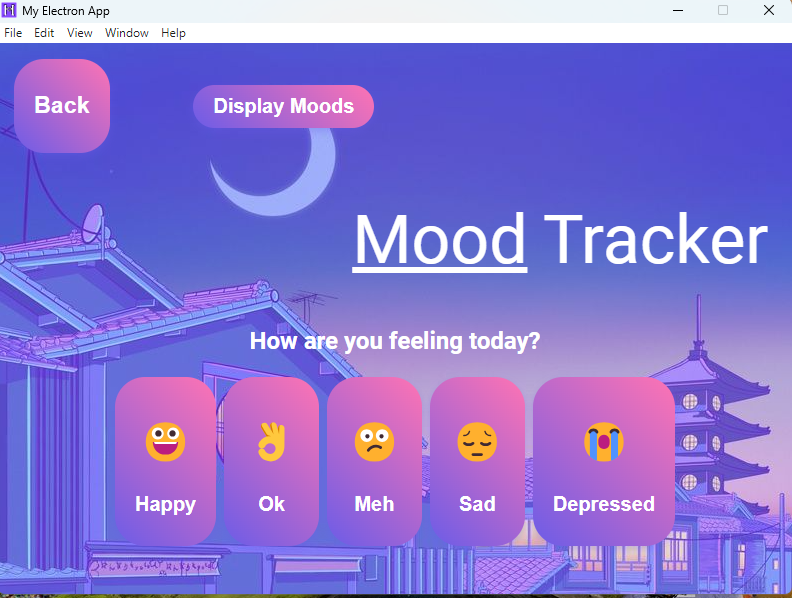 My Electron App
File Edit View Window Help
Back
Display Moods
Mood Tracker
How are you feeling today?
Happy Ok Meh Sad Depressed